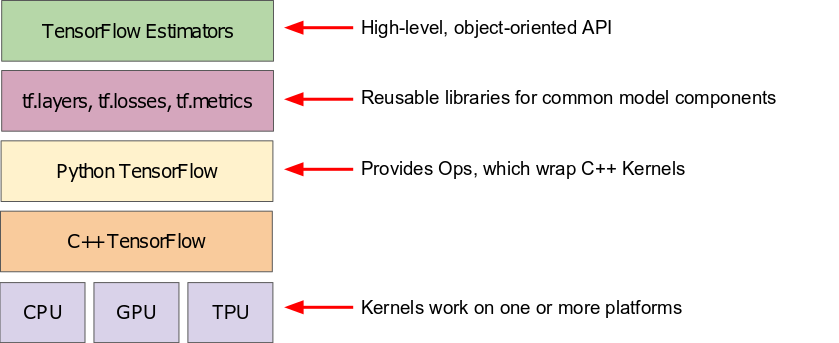 TensorFlow Estimators
High-level, object-oriented API
tf.layers, tf.losses, tf.metrics
Reusable libraries for common model components
Python TensorFlow
Provides Ops, which wrap C++ Kernels
C++ TensorFlow
CPU
GPU
TPU
Kernels work on one or more platforms